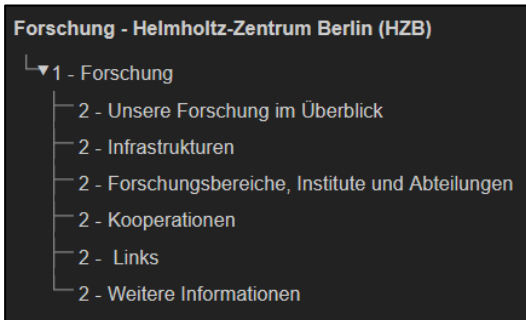 Forschung - Helmholtz-Zentrum Berlin (HZB)
1 - Forschung
2 - Unsere Forschung im Überblick
2 - Infrastrukturen
2 - Forschungsbereiche, Institute und Abteilungen
2 - Kooperationen
2 - Links
2 - Weitere Informationen